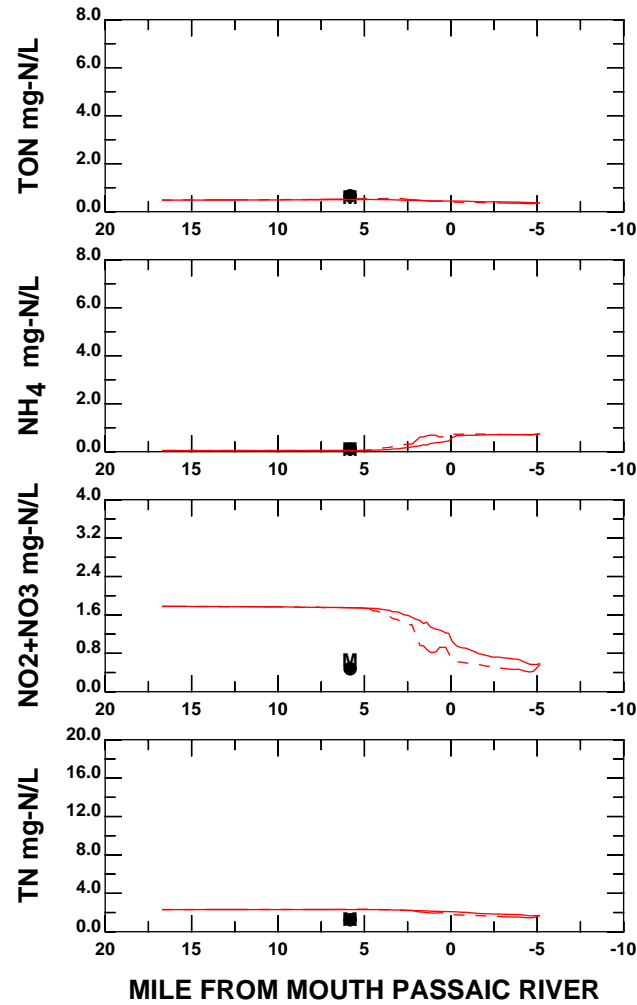 TON mg-N/L
8.0
6.0
4.0
2.0
0.0
20 15 10 5 0 -5 -10
M
NH4 mg-N/L
8.0
6.0
4.0
2.0
0.0
20 15 10 5 0 -5 -10
M
NO2+NO3 mg-N/L
4.0
3.2
2.4
1.6
0.8
0.0
20 15 10 5 0 -5 -10
M
TN mg-N/L
20.0
16.0
12.0
8.0
4.0
0.0
20 15 10 5 0 -5 -10
M
MILE FROM MOUTH PASSAIC RIVER